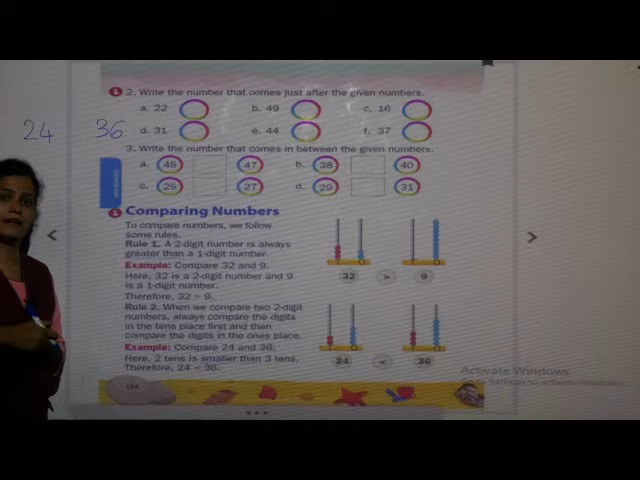 2. Write the number that comes just after the given numbers.
a. 22 b. 49 c. 16
24 36
d. 31 e. 44 f. 37
3. Write the number that comes in between the given numbers.
a. 45 47 b. 38 40
c. 25 27 d. 29 31
Comparing Numbers
To compare numbers, we follow
some rules.
Rule 1. A 2-digit number is always
greater than a 1-digit number.
Example: Compare 32 and 9.
Here, 32 is a 2-digit number and 9
is a 1-digit number.
Therefore, 32 > 9.
32 > 9
Rule 2. When we compare two 2-digit
numbers, always compare the digits
in the tens place first and then
compare the digits in the ones place.
Example: Compare 24 and 36.
Here, 2 tens is smaller than 3 tens.
Therefore, 24 < 36.
24 < 36
Activate Windows